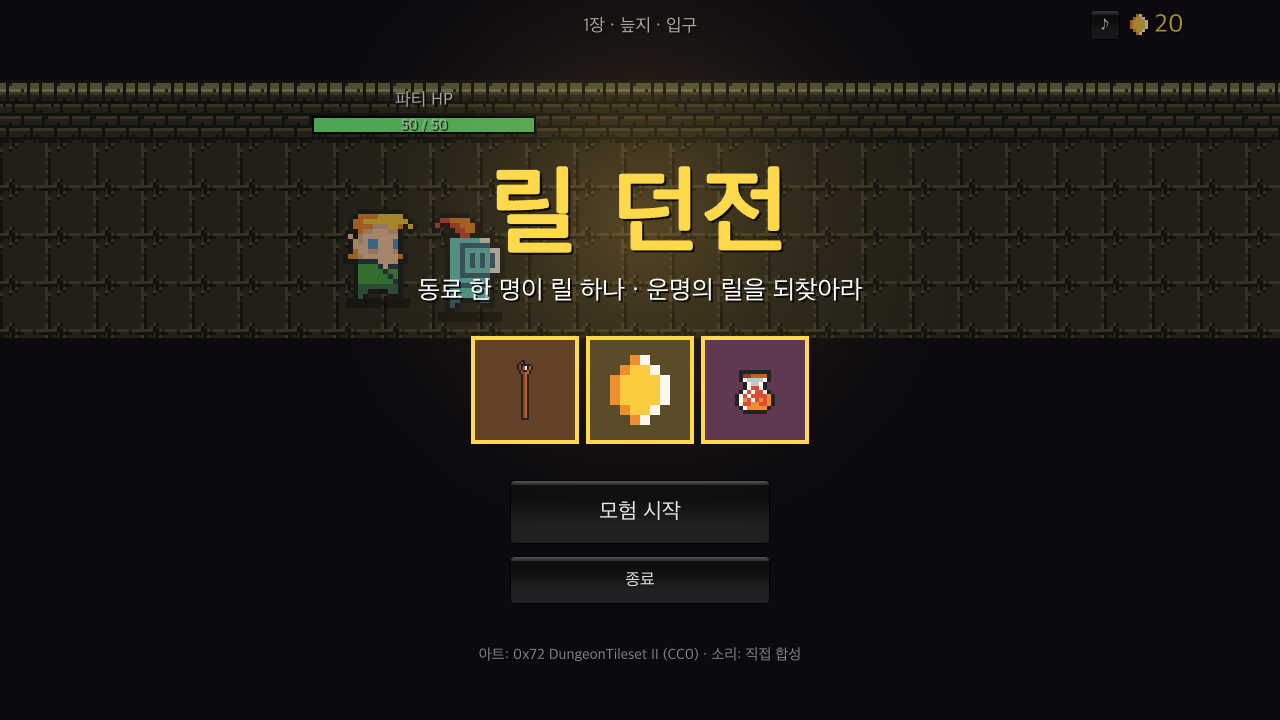 1장 · 늪지 · 입구
♪ 20
파티 HP
50 / 50
릴 던전
동료 한 명이 릴 하나 · 운명의 릴을 되찾아라
모험 시작
종료
아트: 0x72 DungeonTileset II (CC0) · 소리: 직접 합성